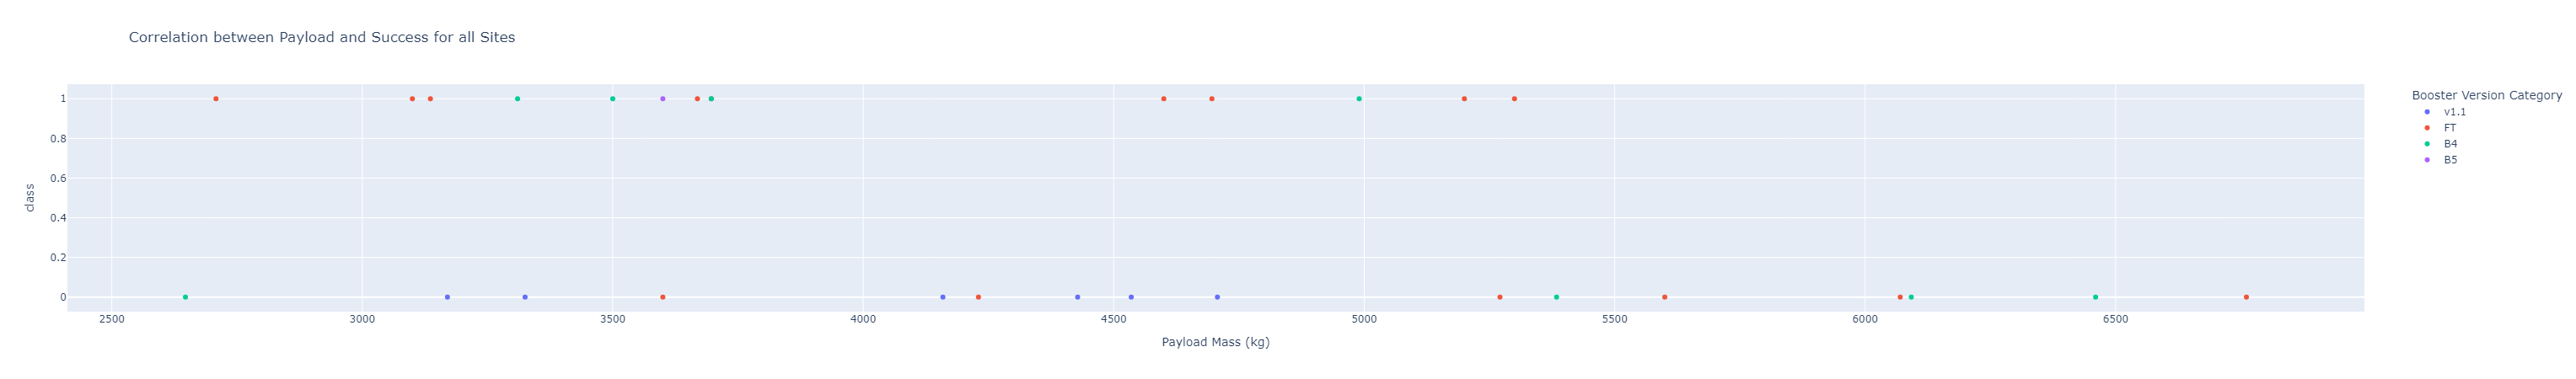 Correlation between Payload and Success for all Sites
1
0.8
0.6
0.4
0.2
0
class
2500 3000 3500 4000 4500 5000 5500 6000 6500
Payload Mass (kg)
Booster Version Category
v1.1
FT
B4
B5